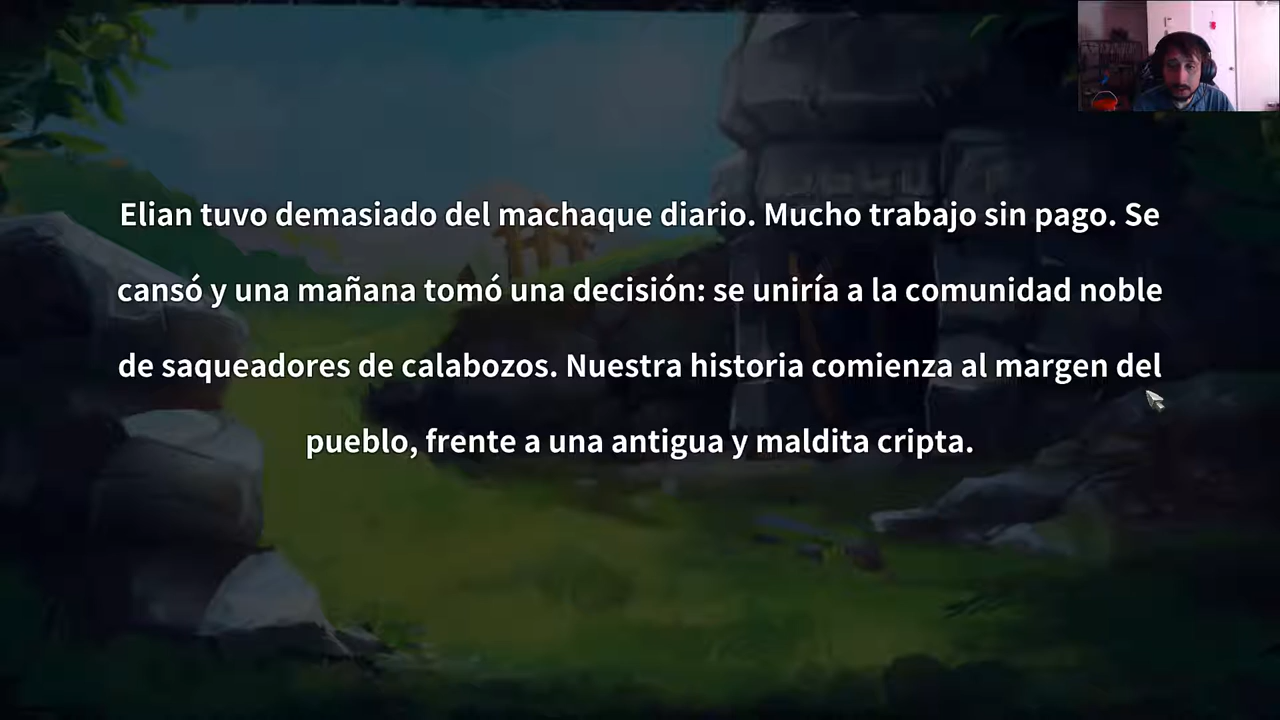 Elian tuvo demasiado del machaque diario. Mucho trabajo sin pago. Se
cansó y una mañana tomó una decisión: se uniría a la comunidad noble
de saqueadores de calabozos. Nuestra historia comienza al margen del
pueblo, frente a una antigua y maldita cripta.